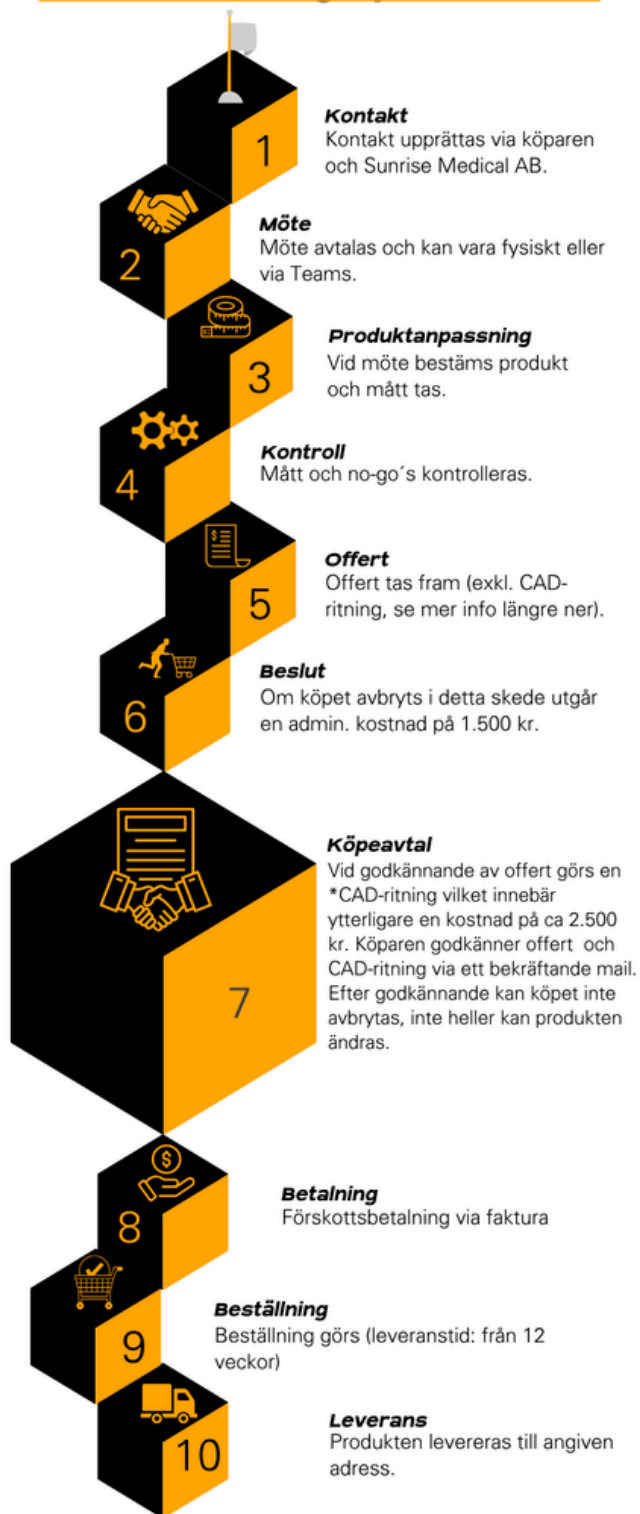 1
Kontakt
Kontakt upprättas via köparen
och Sunrise Medical AB.
2
Möte
Möte avtalas och kan vara fysiskt eller
via Teams.
3
Produktanpassning
Vid möte bestäms produkt
och mått tas.
4
Kontroll
Mått och no-go´s kontrolleras.
5
Offert
Offert tas fram (exkl. CAD-
ritning, se mer info längre ner).
6
Beslut
Om köpet avbryts i detta skede utgår
en admin. kostnad på 1.500 kr.
7
Köpeavtal
Vid godkännande av offert görs en
*CAD-ritning vilket innebär
ytterligare en kostnad på ca 2.500
kr. Köparen godkänner offert och
CAD-ritning via ett bekräftande mail.
Efter godkännande kan köpet inte
avbrytas, inte heller kan produkten
ändras.
8
Betalning
Förskottsbetalning via faktura
9
Beställning
Beställning görs (leveranstid: från 12
veckor)
10
Leverans
Produkten levereras till angiven
adress.